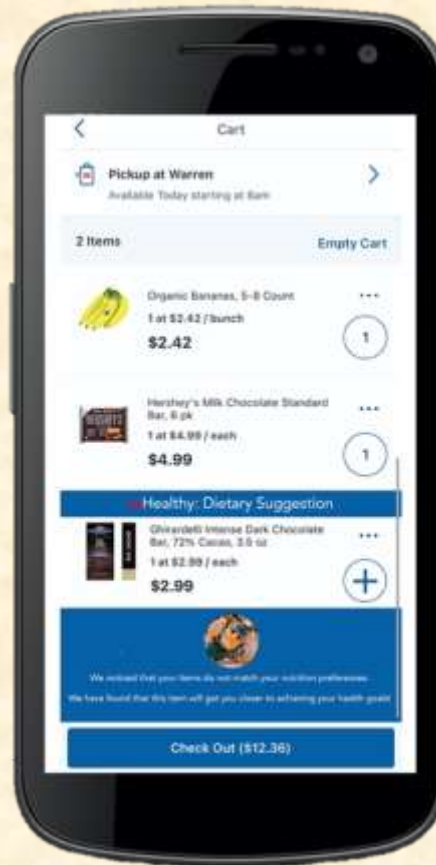 Cart
Pickup at Warren
Available Today starting at 8am
2 Items
Empty Cart
Organic Bananas, 5-8 Count
1 at $2.42 / bunch
$2.42
1
Hershey's Milk Chocolate Standard
Bar, 6 pk
1 at $4.99 / each
$4.99
1
Healthy: Dietary Suggestion
Ghirardelli Intense Dark Chocolate
Bar, 72% Cacao, 3.5 oz
1 at $2.99 / each
$2.99
We noticed that your items do not match your nutrition preferences.
We have found that this item will get you closer to achieving your health goals!
Check Out ($12.36)